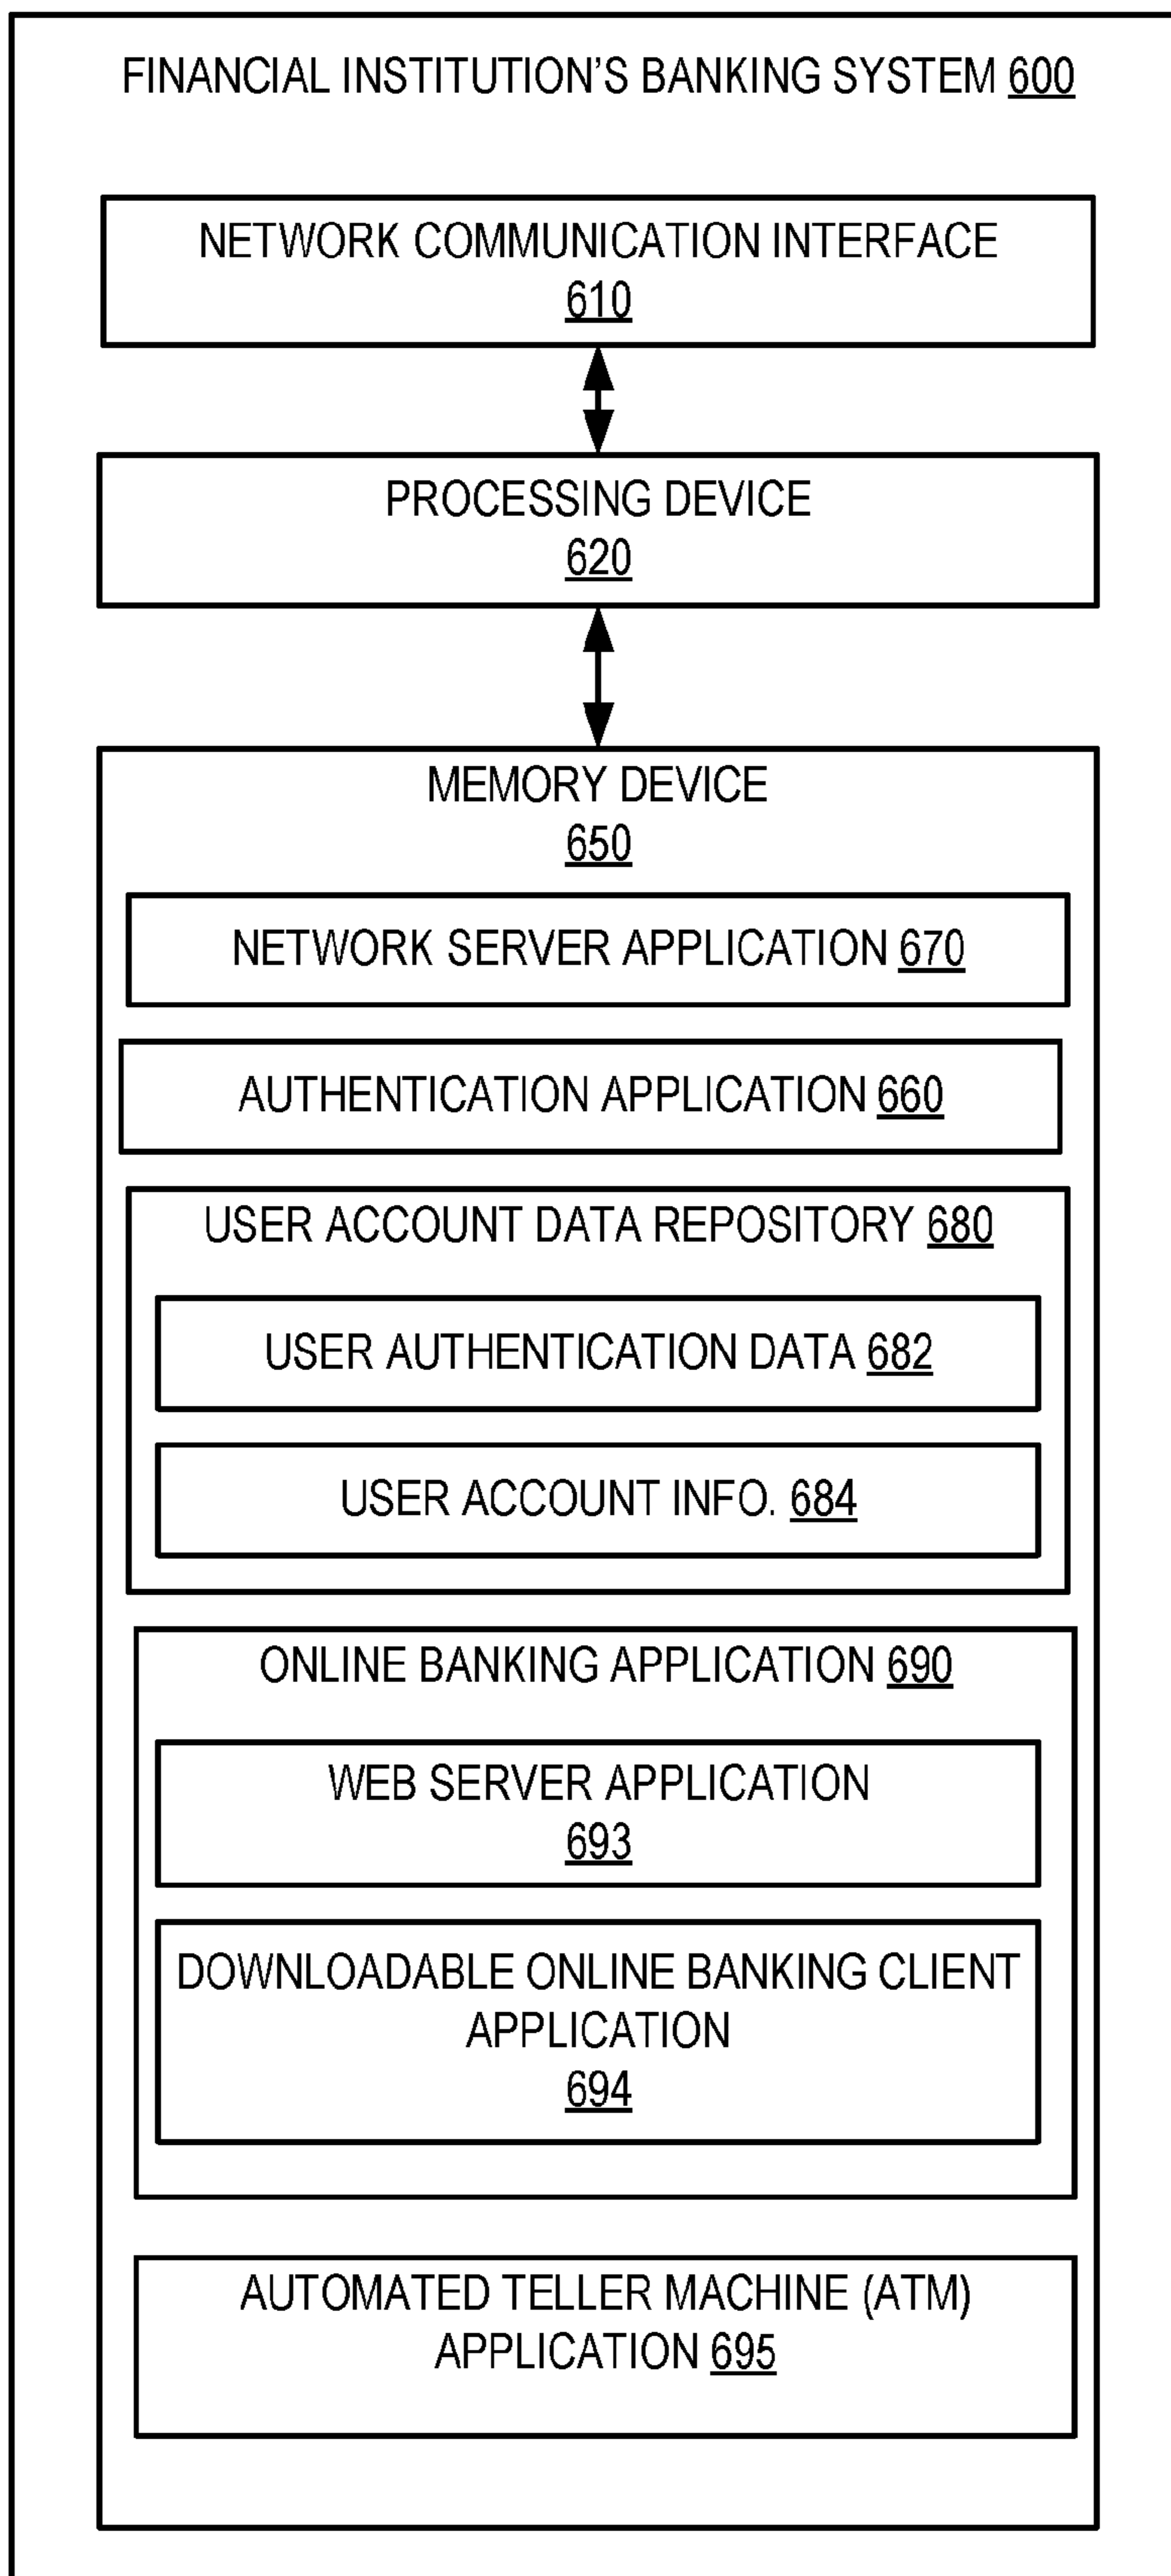 FINANCIAL INSTITUTION'S BANKING SYSTEM 600
NETWORK COMMUNICATION INTERFACE
610
PROCESSING DEVICE
620
MEMORY DEVICE
650
NETWORK SERVER APPLICATION 670
AUTHENTICATION APPLICATION 660
USER ACCOUNT DATA REPOSITORY 680
USER AUTHENTICATION DATA 682
USER ACCOUNT INFO. 684
ONLINE BANKING APPLICATION 690
WEB SERVER APPLICATION
693
DOWNLOADABLE ONLINE BANKING CLIENT
APPLICATION
694
AUTOMATED TELLER MACHINE (ATM)
APPLICATION 695